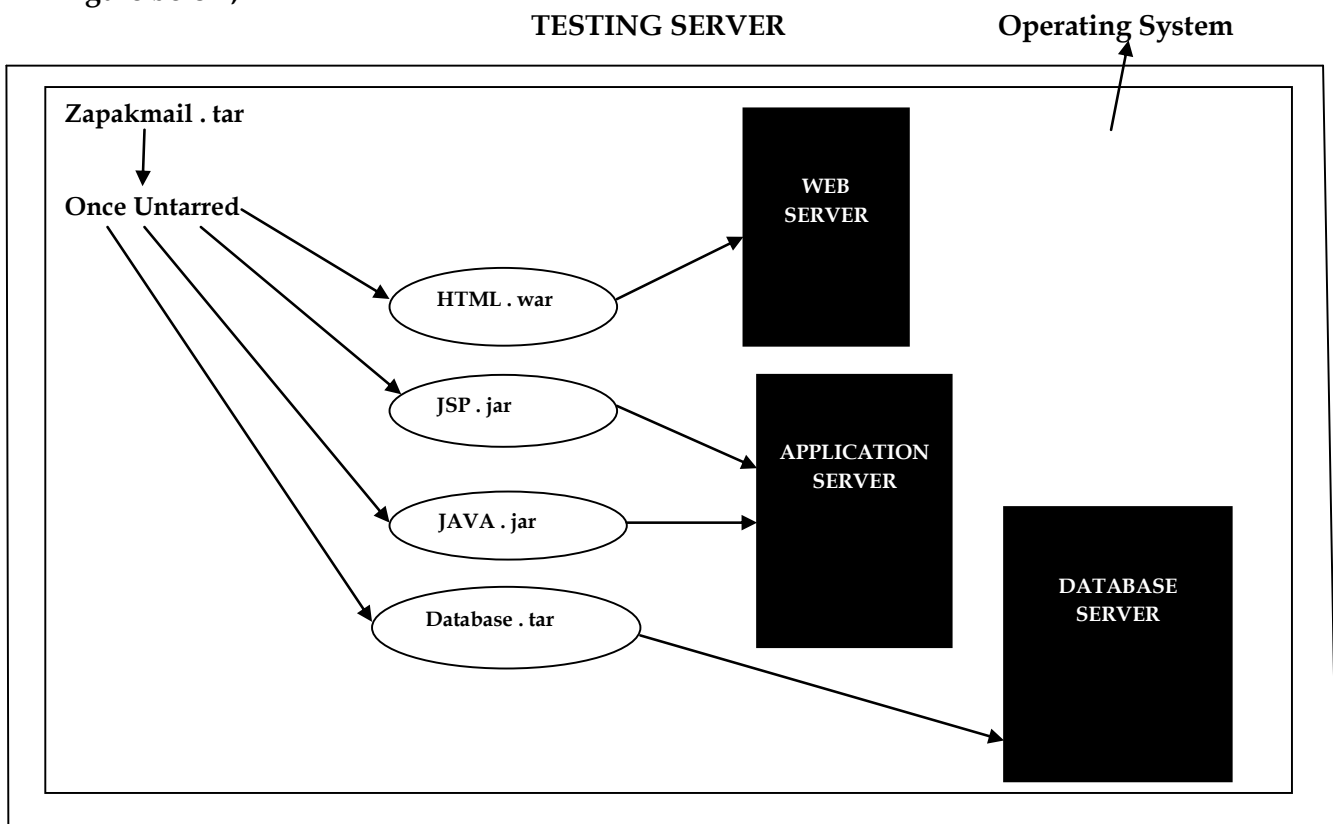 TESTING SERVER
Operating System
Zapakmail . tar
Once Untarred
WEB
SERVER
HTML . war
JSP . jar
APPLICATION
SERVER
JAVA . jar
DATABASE
SERVER
Database . tar